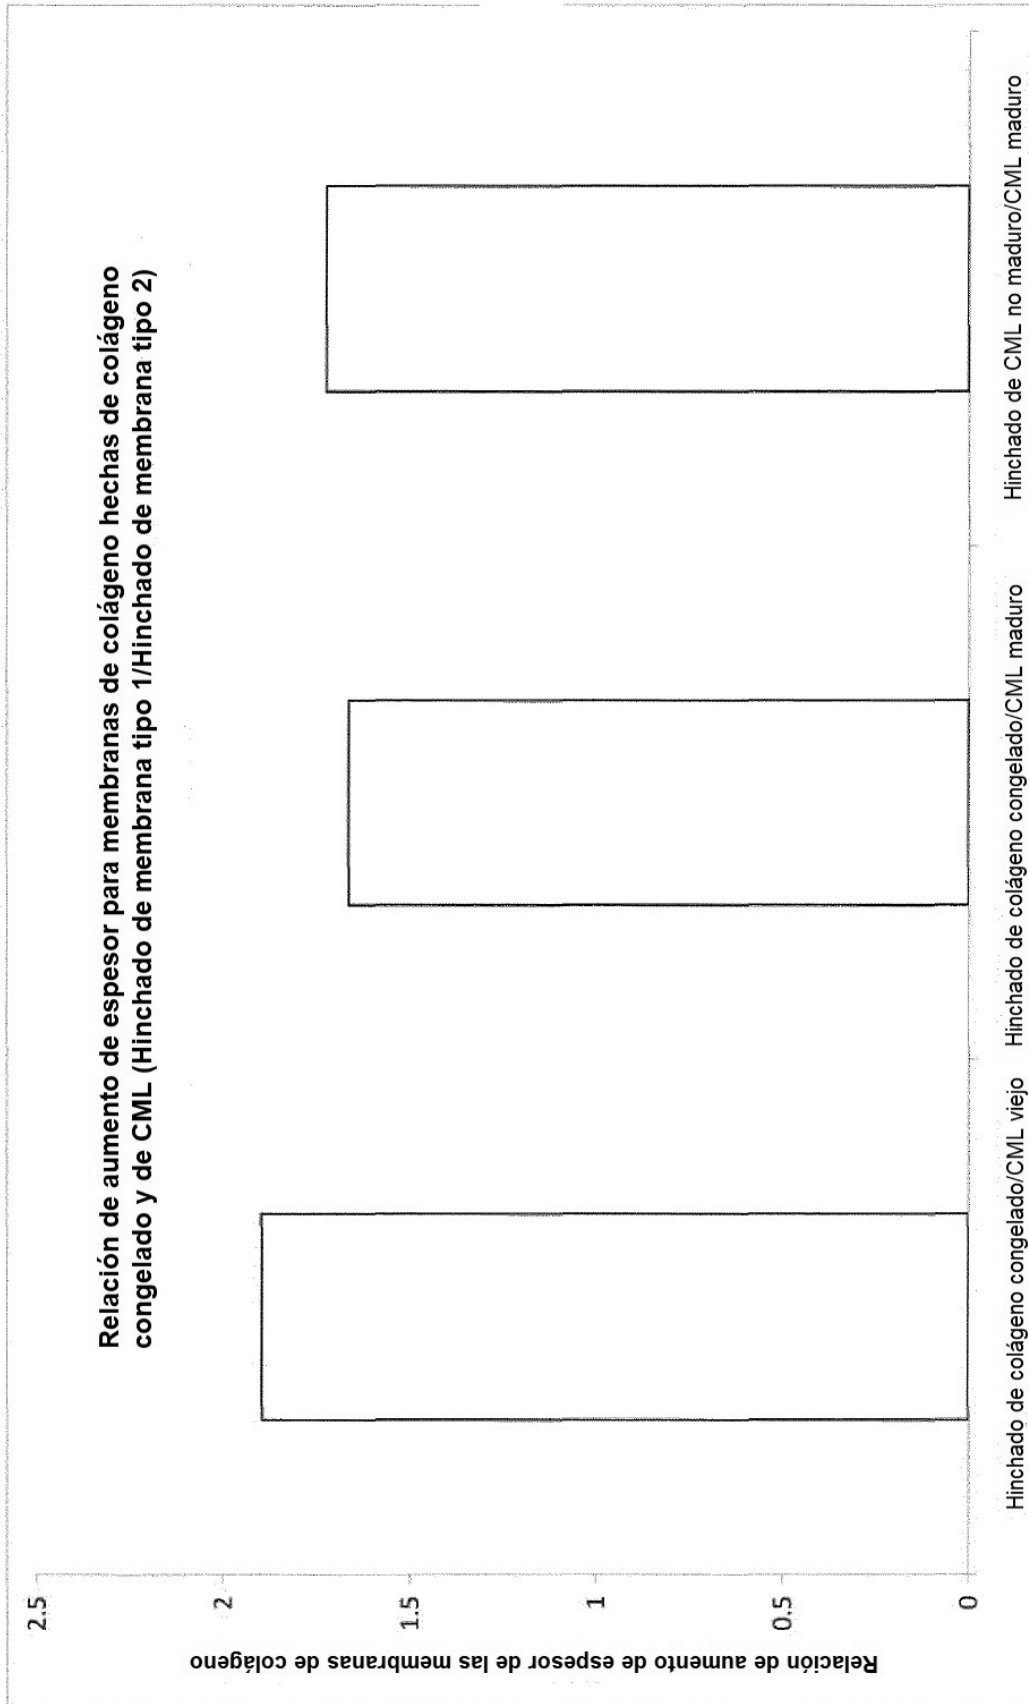 Relación de aumento de espesor para membranas de colágeno hechas de colágeno
congelado y de CML (Hinchado de membrana tipo 1/Hinchado de membrana tipo 2)
Relación de aumento de espesor de las membranas de colágeno
2.5
2
1.5
1
0.5
0
Hinchado de colágeno congelado/CML viejo
Hinchado de colágeno congelado/CML maduro
Hinchado de CML no maduro/CML maduro